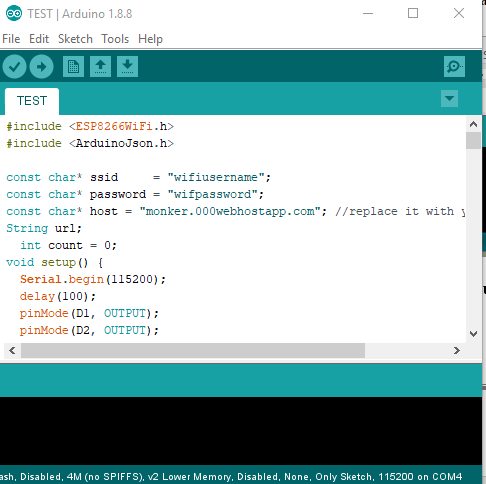 TEST | Arduino 1.8.8
File Edit Sketch Tools Help
TEST
#include <ESP8266WiFi.h>
#include <ArduinoJson.h>
const char* ssid     = "wifiusername";
const char* password = "wifpassword";
const char* host = "monker.000webhostapp.com"; //replace it with y
String url;
  int count = 0;
void setup() {
  Serial.begin(115200);
  delay(100);
  pinMode(D1, OUTPUT);
  pinMode(D2, OUTPUT);
ash, Disabled, 4M (no SPIFFS), v2 Lower Memory, Disabled, None, Only Sketch, 115200 on COM4